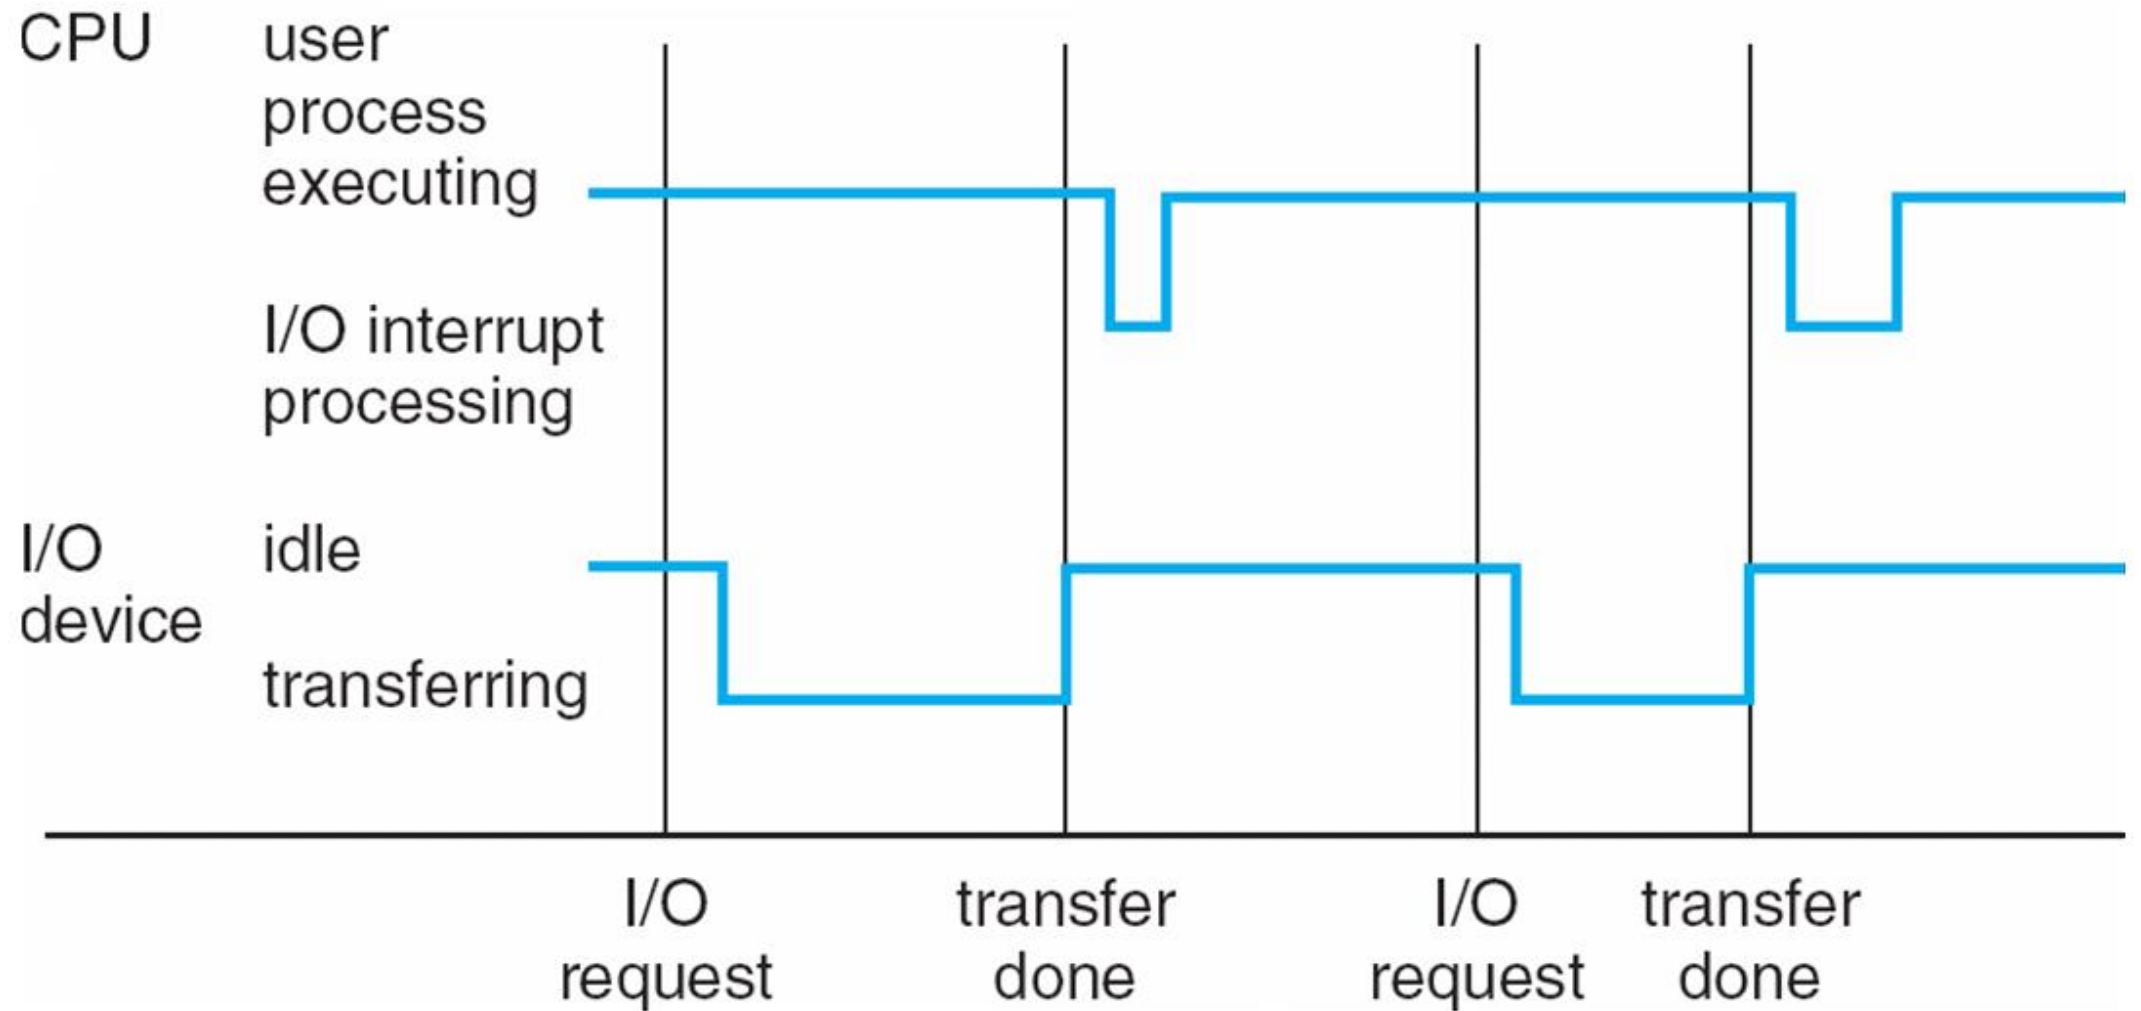 CPU
user
process
executing
I/O interrupt
processing
I/O
device
idle
transferring
I/O
request
transfer
done
I/O
request
transfer
done